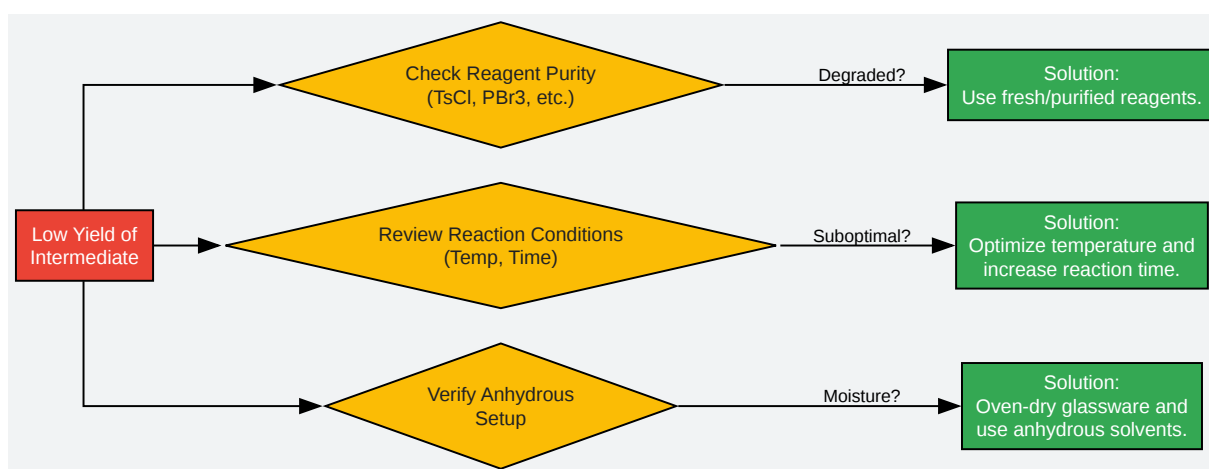 Check Reagent Purity
(TsCl, PBr3, etc.)
Degraded?
Solution:
Use fresh/purified reagents.
Low Yield of
Intermediate
Review Reaction Conditions
(Temp, Time)
Suboptimal?
Solution:
Optimize temperature and
increase reaction time.
Verify Anhydrous
Setup
Moisture?
Solution:
Oven-dry glassware and
use anhydrous solvents.